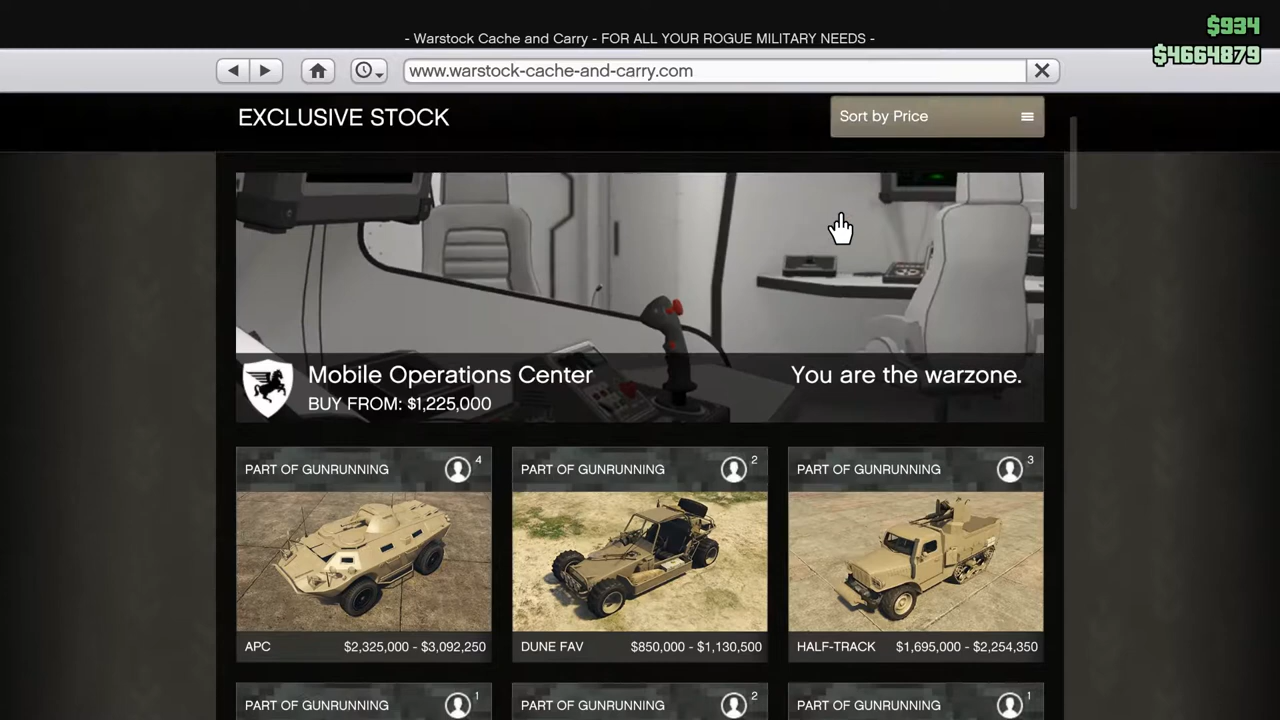 $934
- Warstock Cache and Carry - FOR ALL YOUR ROGUE MILITARY NEEDS -
$4664879
www.warstock-cache-and-carry.com
EXCLUSIVE STOCK
Sort by Price
Mobile Operations Center
You are the warzone.
BUY FROM: $1,225,000
PART OF GUNRUNNING 4
PART OF GUNRUNNING 2
PART OF GUNRUNNING 3
APC $2,325,000 - $3,092,250
DUNE FAV $850,000 - $1,130,500
HALF-TRACK $1,695,000 - $2,254,350
PART OF GUNRUNNING 1
PART OF GUNRUNNING 2
PART OF GUNRUNNING 1